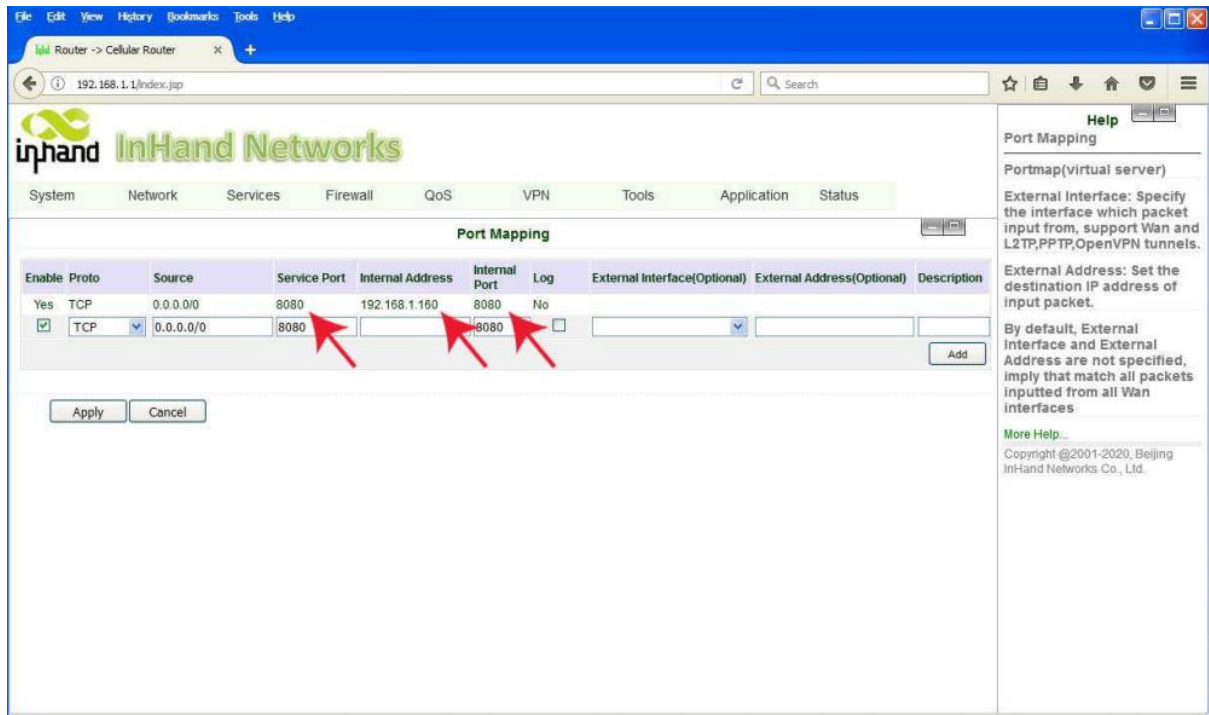 File Edit View History Bookmarks Tools Help
Router -> Cellular Router × +
192.168.1.1/index.jsp Search
inhand InHand Networks
System Network Services Firewall QoS VPN Tools Application Status
Port Mapping
Enable Proto Source Service Port Internal Address Internal Port Log External Interface(Optional) External Address(Optional) Description
Yes TCP 0.0.0.0/0 8080 192.168.1.160 8080 No
TCP 0.0.0.0/0 8080 8080
Add
Apply Cancel
Help
Port Mapping
Portmap(virtual server)
External Interface: Specify
the interface which packet
input from, support Wan and
L2TP,PPTP,OpenVPN tunnels.
External Address: Set the
destination IP address of
input packet.
By default, External
Interface and External
Address are not specified,
imply that match all packets
inputted from all Wan
interfaces
More Help...
Copyright @2001-2020, Beijing
InHand Networks Co., Ltd.